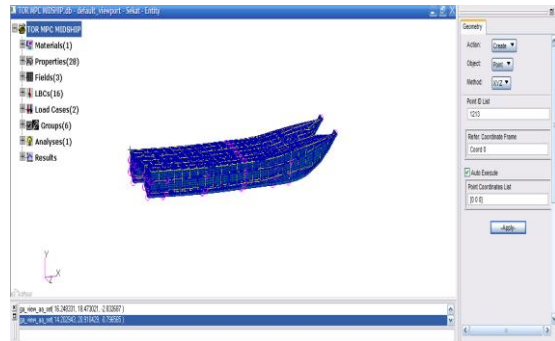 TOR MPC MIDSHIP.db - default_viewport - Sekat - Entity
TOR MPC MIDSHIP
Materials(1)
Properties(28)
Fields(3)
LBCs(16)
Load Cases(2)
Groups(6)
Analyses(1)
Results
Y
X
Z
Geometry
Action: Create
Object: Point
Method: XYZ
Point ID List
1213
Refer. Coordinate Frame
Coord 0
Auto Execute
Point Coordinates List
[0 0 0]
-Apply-